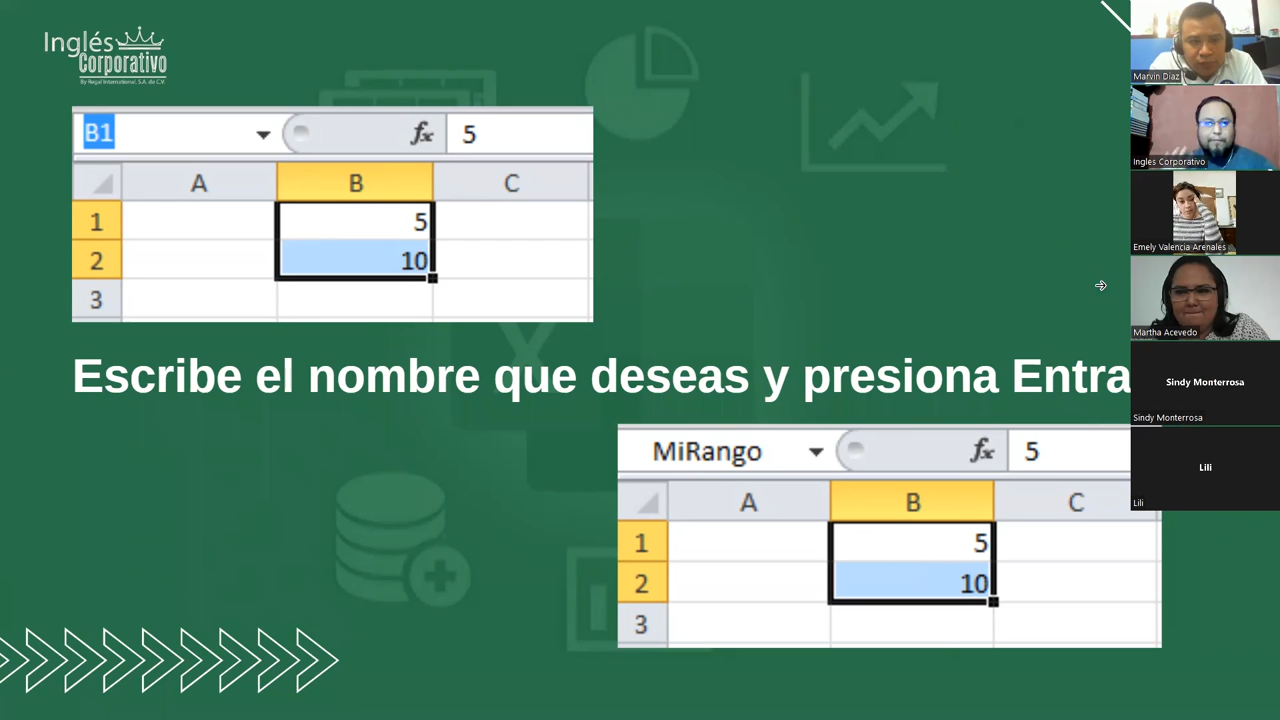 Inglés
Corporativo
By Regal International, S.A. de C.V.
B1
fx
5
A
B
C
1
5
2
10
3
Escribe el nombre que deseas y presiona Entra
MiRango
fx
5
A
B
C
1
5
2
10
3
Marvin Diaz
Ingles Corporativo
Emely Valencia Arenales
Martha Acevedo
Sindy Monterrosa
Sindy Monterrosa
Lili
Lili